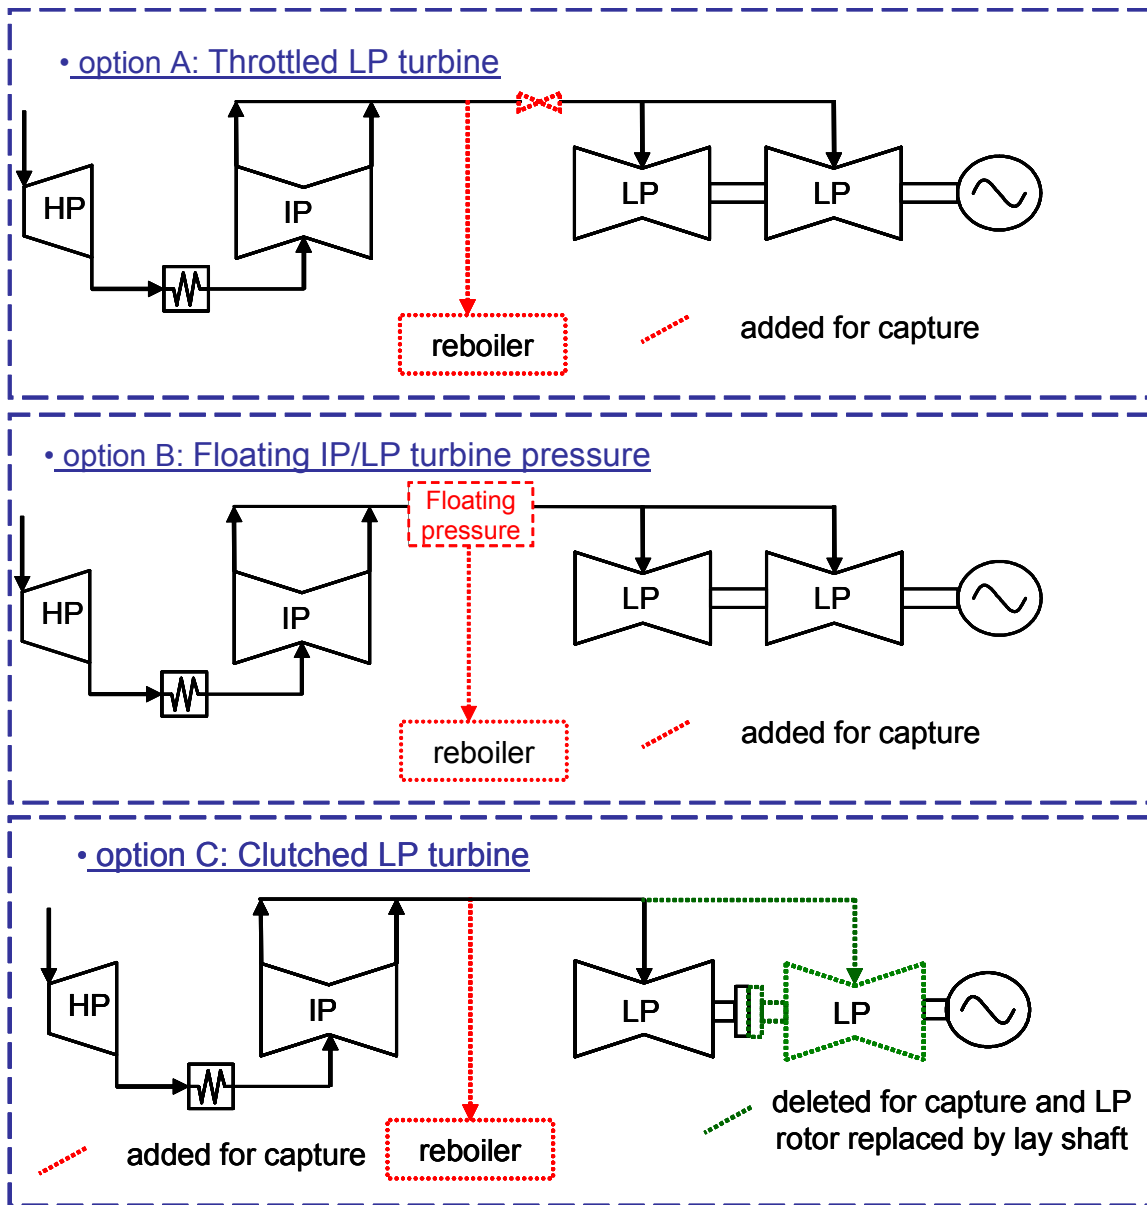 • option A: Throttled LP turbine
HP
IP
LP
LP
reboiler
added for capture
• option B: Floating IP/LP turbine pressure
Floating
pressure
HP
IP
LP
LP
reboiler
added for capture
• option C: Clutched LP turbine
HP
IP
LP
LP
deleted for capture and LP
rotor replaced by lay shaft
added for capture
reboiler